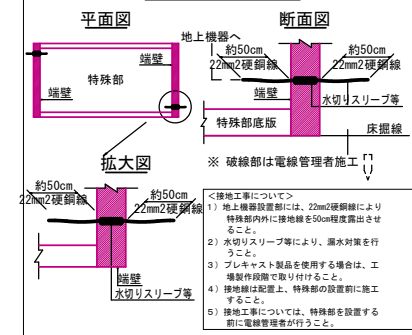 平面図
断面図
地上機器へ
約50cm
約50cm
22mm2硬銅線
22mm2硬銅線
端壁
特殊部
端壁
端壁
水切りスリーブ等
特殊部底版
床掘線
拡大図
※ 破線部は電線管理者施工
約50cm
約50cm
22mm2硬銅線
22mm2硬銅線
端壁
水切りスリーブ等
<接地工事について>
1) 地上機器設置部には、22mm2硬銅線により
特殊部内外に接地線を50cm程度露出させ
ること。
2) 水切りスリーブ等により、漏水対策を行
うこと。
3) プレキャスト製品を使用する場合は、工
場製作段階で取り付けること。
4) 接地線は配置上、特殊部の設置前に施工
すること。
5) 接地工事については、特殊部を設置する
前に電線管理者が行うこと。